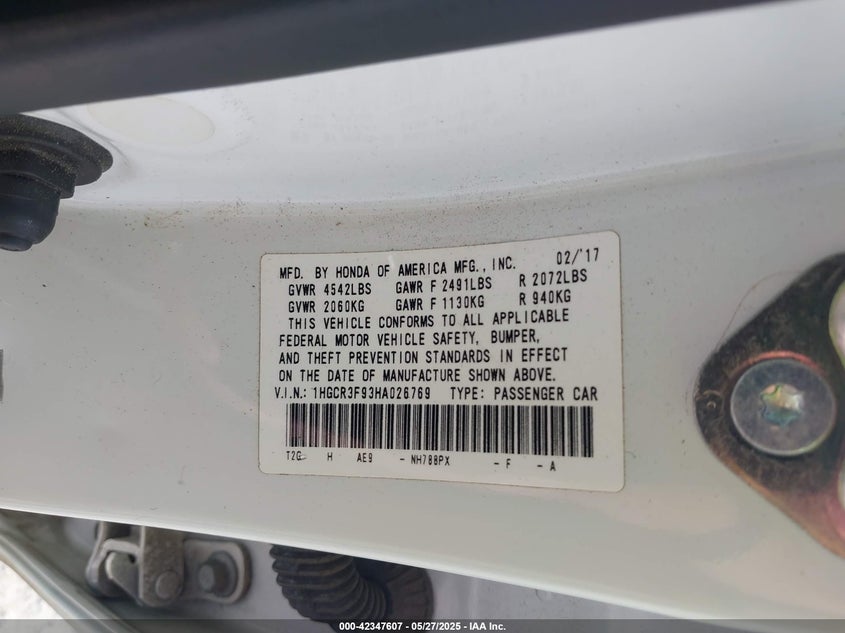 MFD. BY HONDA OF AMERICA MFG., INC. 02/'17
GVWR 4542LBS GAWR F 2491LBS R 2072LBS
GVWR 2060KG GAWR F 1130KG R 940KG
THIS VEHICLE CONFORMS TO ALL APPLICABLE
FEDERAL MOTOR VEHICLE SAFETY, BUMPER,
AND THEFT PREVENTION STANDARDS IN EFFECT
ON THE DATE OF MANUFACTURE SHOWN ABOVE.
V.I.N.: 1HGCR3F93HA026769 TYPE: PASSENGER CAR
T2G H AE9 - NH788PX - F - A
000-42347607 - 05/27/2025 - IAA Inc.